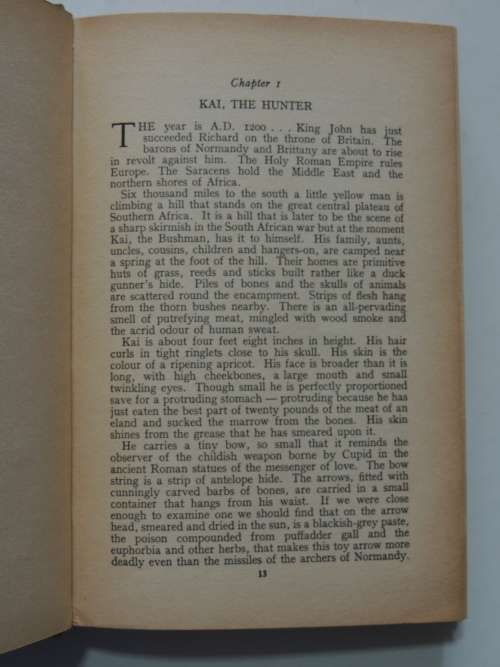 Chapter 1
KAI, THE HUNTER
THE year is A.D. 1200 . . . King John has just
succeeded Richard on the throne of Britain. The
barons of Normandy and Brittany are about to rise
in revolt against him. The Holy Roman Empire rules
Europe. The Saracens hold the Middle East and the
northern shores of Africa.
Six thousand miles to the south a little yellow man is
climbing a hill that stands on the great central plateau of
Southern Africa. It is a hill that is later to be the scene of
a sharp skirmish in the South African war but at the moment
Kai, the Bushman, has it to himself. His family, aunts,
uncles, cousins, children and hangers-on, are camped near
a spring at the foot of the hill. Their homes are primitive
huts of grass, reeds and sticks built rather like a duck
gunner's hide. Piles of bones and the skulls of animals
are scattered round the encampment. Strips of flesh hang
from the thorn bushes nearby. There is an all-pervading
smell of putrefying meat, mingled with wood smoke and
the acrid odour of human sweat.
Kai is about four feet eight inches in height. His hair
curls in tight ringlets close to his skull. His skin is the
colour of a ripening apricot. His face is broader than it is
long, with high cheekbones, a large mouth and small
twinkling eyes. Though small he is perfectly proportioned
save for a protruding stomach — protruding because he has
just eaten the best part of twenty pounds of the meat of an
eland and sucked the marrow from the bones. His skin
shines from the grease that he has smeared upon it.
He carries a tiny bow, so small that it reminds the
observer of the childish weapon borne by Cupid in the
ancient Roman statues of the messenger of love. The bow
string is a strip of antelope hide. The arrows, fitted with
cunningly carved barbs of bones, are carried in a small
container that hangs from his waist. If we were close
enough to examine one we should find that on the arrow
head, smeared and dried in the sun, is a blackish-grey paste,
the poison compounded from puffadder gall and the
euphorbia and other herbs, that makes this toy arrow more
deadly even than the missiles of the archers of Normandy.
13